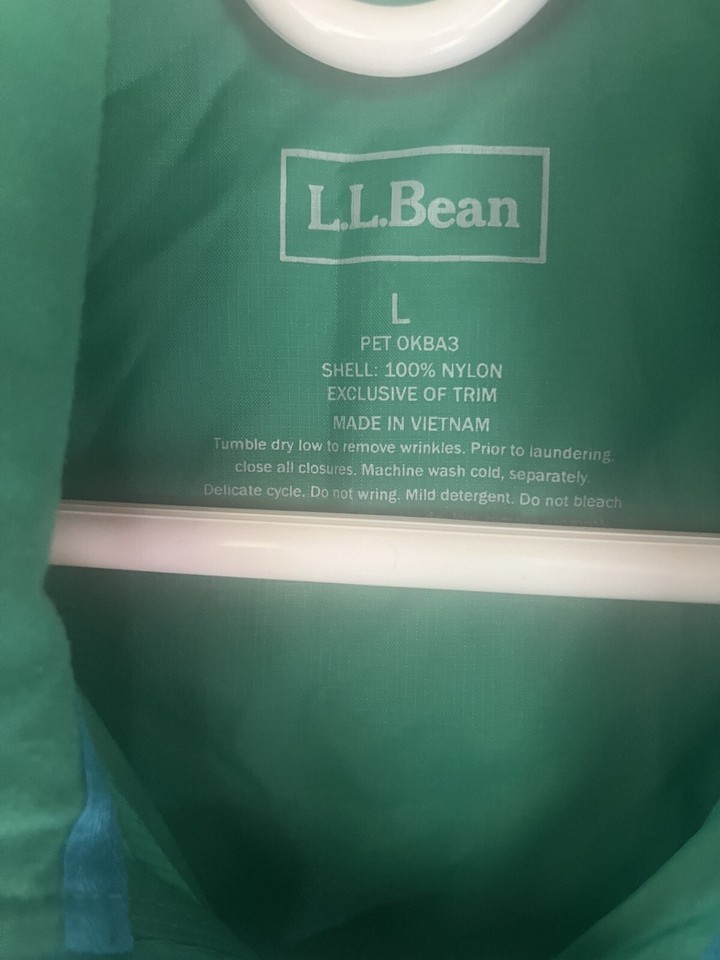 L.L.Bean
L
PET OKBA3
SHELL: 100% NYLON
EXCLUSIVE OF TRIM
MADE IN VIETNAM
Tumble dry low to remove wrinkles. Prior to laundering,
close all closures. Machine wash cold, separately.
Delicate cycle. Do not wring. Mild detergent. Do not bleach